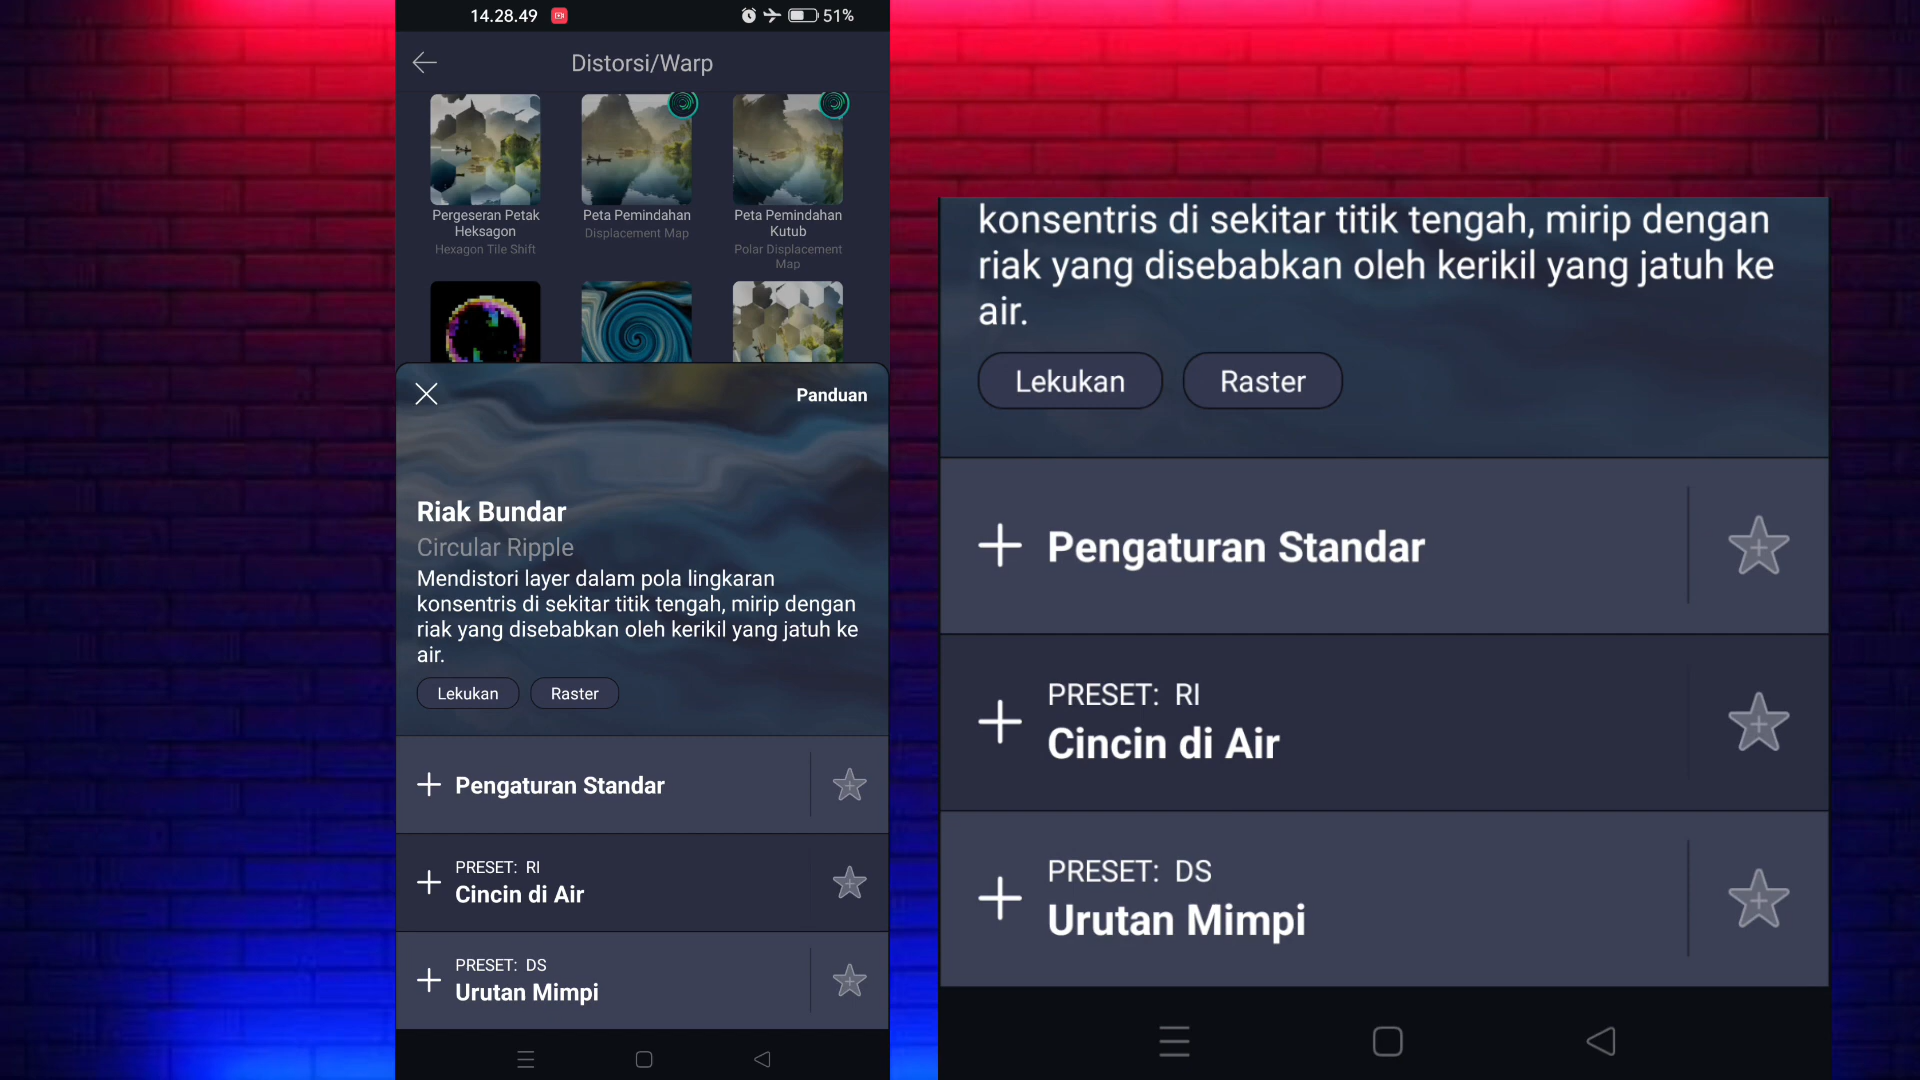 14.28.49
51%
Distorsi/Warp
Pergeseran Petak
Heksagon
Hexagon Tile Shift
Peta Pemindahan
Displacement Map
Peta Pemindahan
Kutub
Polar Displacement
Map
Panduan
Riak Bundar
Circular Ripple
Mendistori layer dalam pola lingkaran
konsentris di sekitar titik tengah, mirip dengan
riak yang disebabkan oleh kerikil yang jatuh ke
air.
Lekukan
Raster
Pengaturan Standar
PRESET: RI
Cincin di Air
PRESET: DS
Urutan Mimpi
konsentris di sekitar titik tengah, mirip dengan
riak yang disebabkan oleh kerikil yang jatuh ke
air.
Lekukan
Raster
Pengaturan Standar
PRESET: RI
Cincin di Air
PRESET: DS
Urutan Mimpi